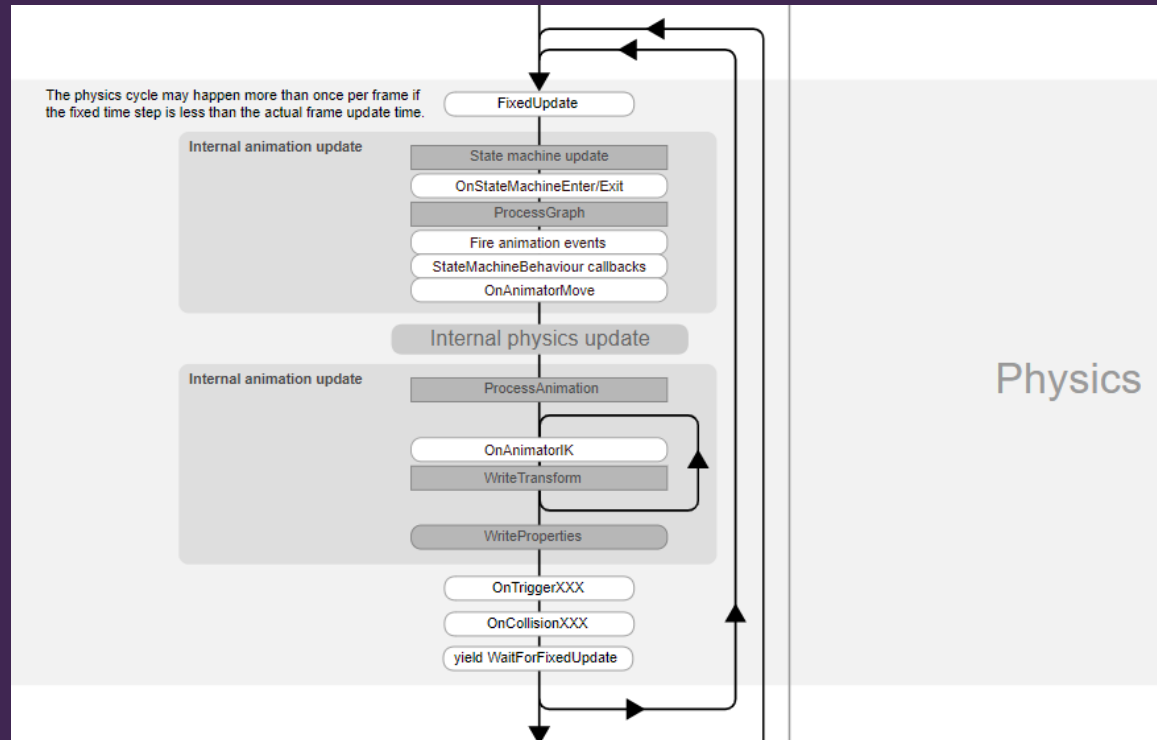 The physics cycle may happen more than once per frame if
the fixed time step is less than the actual frame update time.
FixedUpdate
Internal animation update
State machine update
OnStateMachineEnter/Exit
ProcessGraph
Fire animation events
StateMachineBehaviour callbacks
OnAnimatorMove
Internal physics update
Internal animation update
ProcessAnimation
OnAnimatorIK
WriteTransform
WriteProperties
OnTriggerXXX
OnCollisionXXX
yield WaitForFixedUpdate
Physics